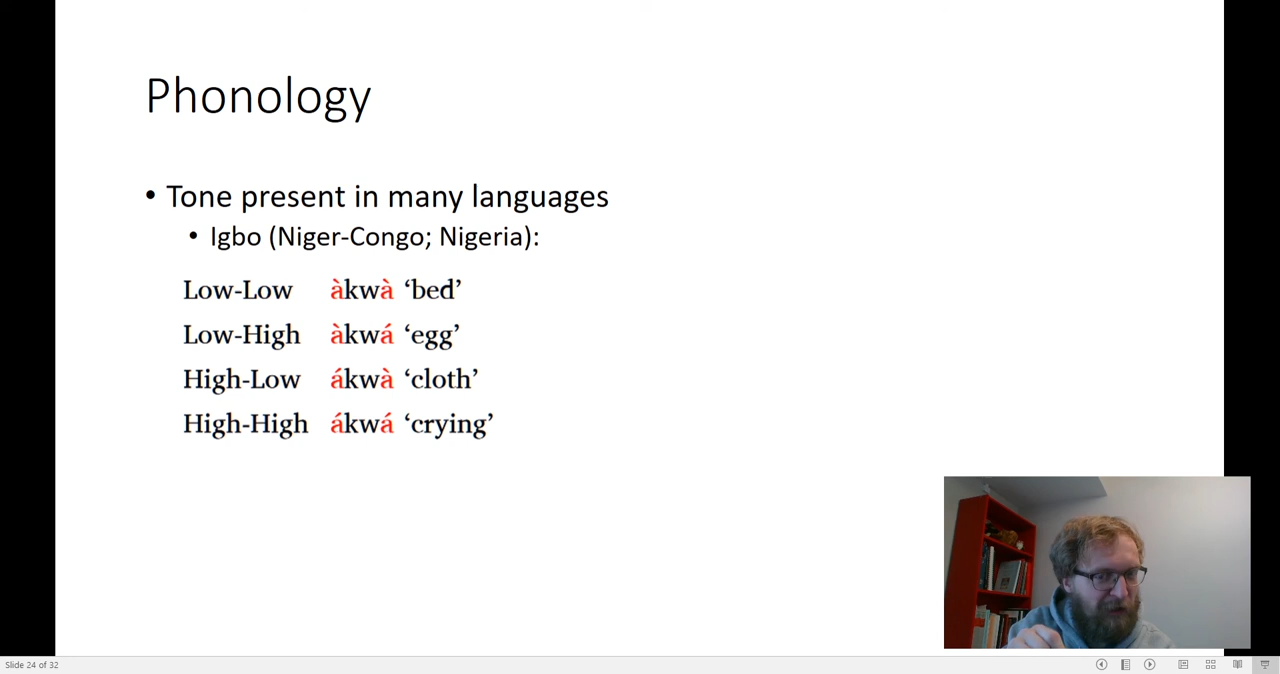 Phonology
• Tone present in many languages
• Igbo (Niger-Congo; Nigeria):
Low-Low àkwà ‘bed’
Low-High àkwá ‘egg’
High-Low ákwà ‘cloth’
High-High ákwá ‘crying’
Slide 24 of 32